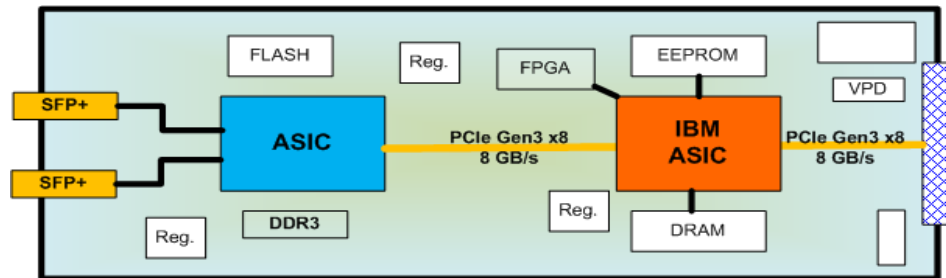 FLASH
Reg.
FPGA
EEPROM
VPD
SFP+
ASIC
PCIe Gen3 x8
8 GB/s
IBM
ASIC
PCIe Gen3 x8
8 GB/s
SFP+
DDR3
Reg.
Reg.
DRAM